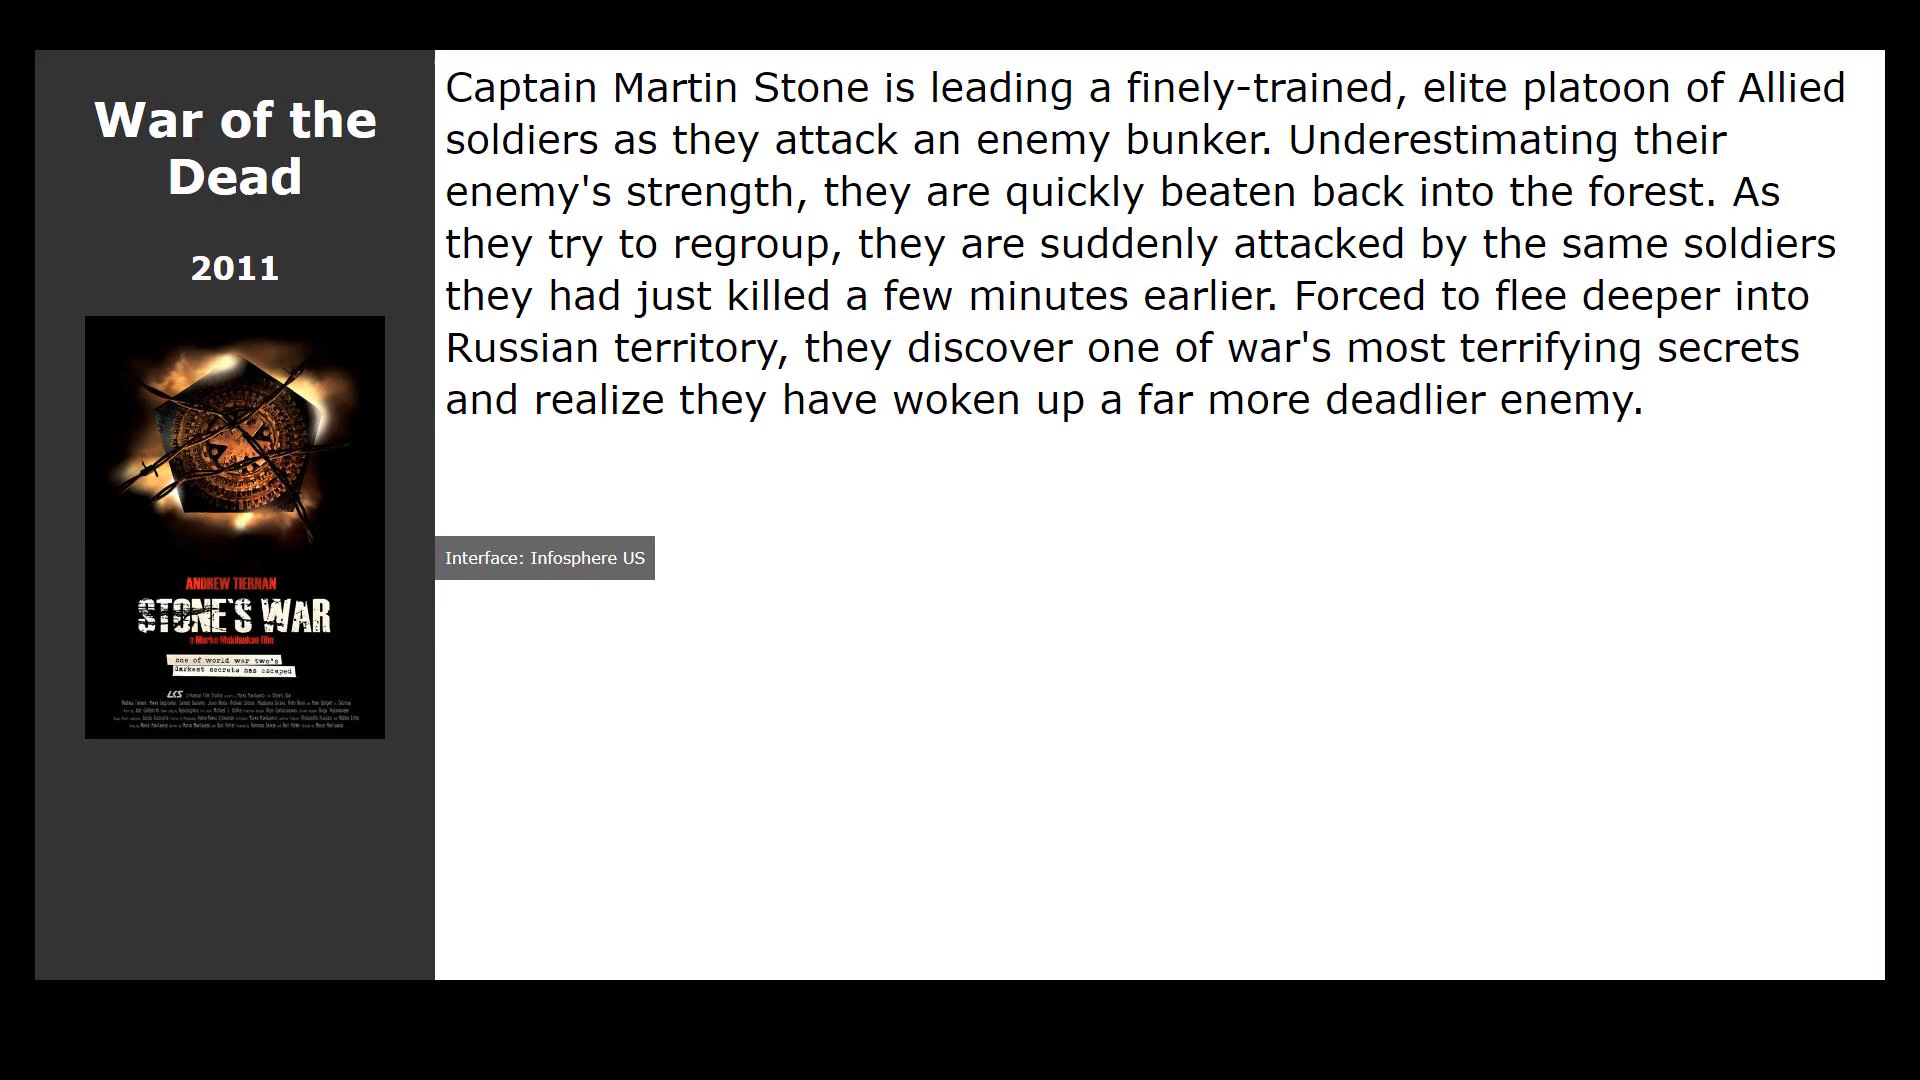 War of the
Dead
2011
ANDREW TIERNAN
STONE'S WAR
a Marko Mäkilaakso film
one of world war two's
darkest secrets has escaped
LCS
Captain Martin Stone is leading a finely-trained, elite platoon of Allied
soldiers as they attack an enemy bunker. Underestimating their
enemy's strength, they are quickly beaten back into the forest. As
they try to regroup, they are suddenly attacked by the same soldiers
they had just killed a few minutes earlier. Forced to flee deeper into
Russian territory, they discover one of war's most terrifying secrets
and realize they have woken up a far more deadlier enemy.
Interface: Infosphere US